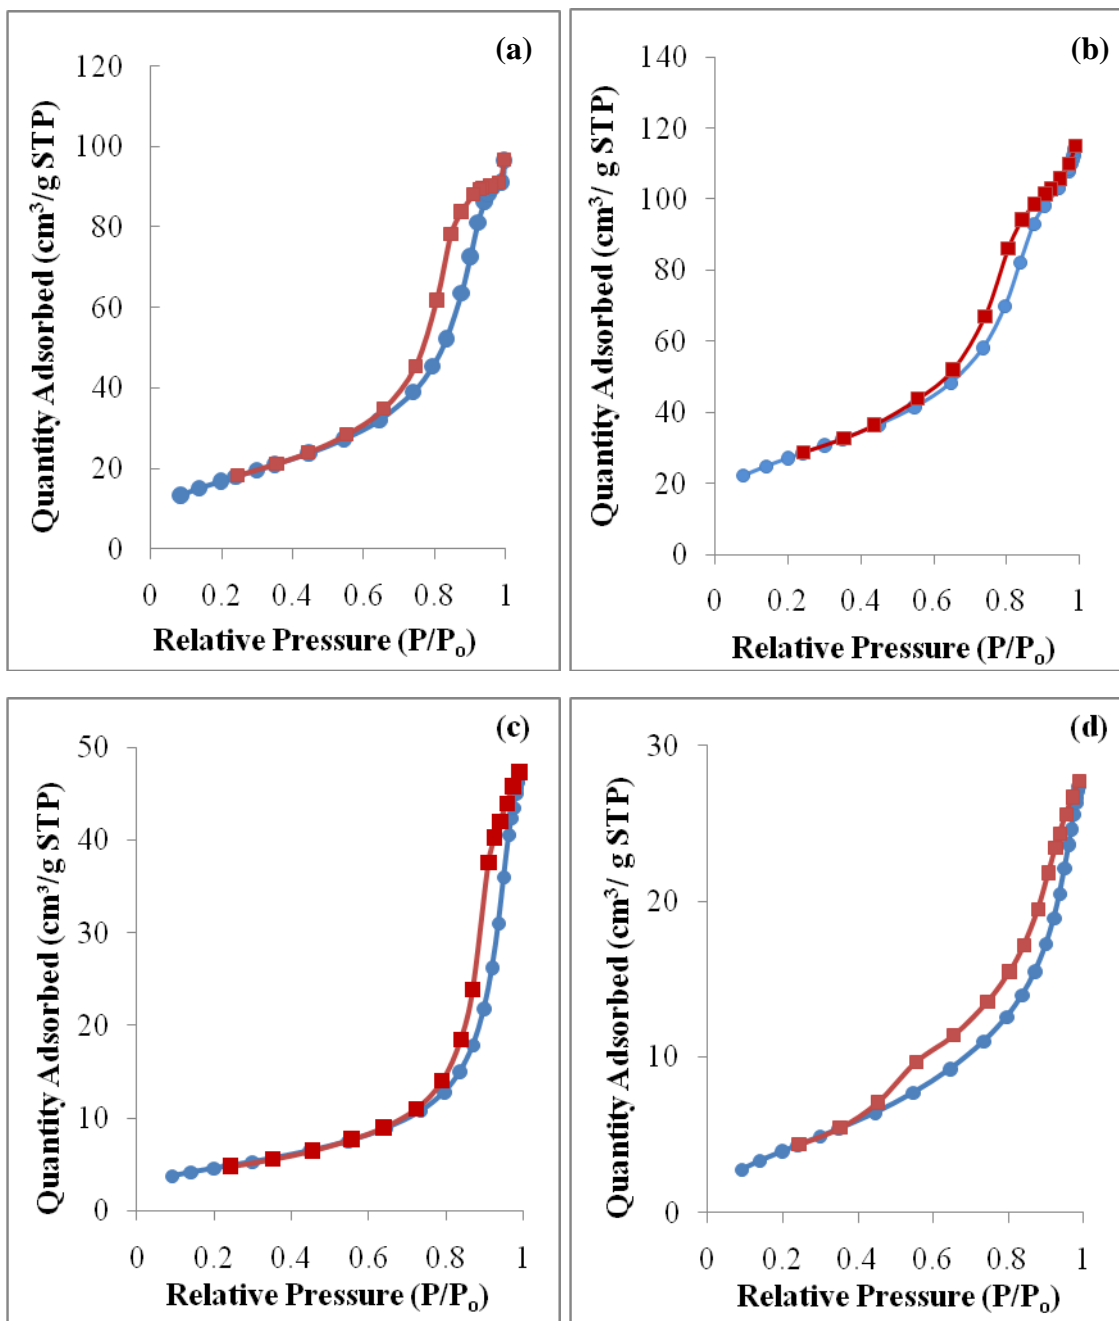 (a)
Quantity Adsorbed (cm³/g STP)
120
100
80
60
40
20
0
0 0.2 0.4 0.6 0.8 1
Relative Pressure (P/Pₒ)
(b)
Quantity Adsorbed (cm³/ g STP)
140
120
100
80
60
40
20
0
0 0.2 0.4 0.6 0.8 1
Relative Pressure (P/Pₒ)
(c)
Quantity Adsorbed (cm³/g STP)
50
40
30
20
10
0
0 0.2 0.4 0.6 0.8 1
Relative Pressure (P/Pₒ)
(d)
Quantity Adsorbed (cm³/ g STP)
30
20
10
0
0 0.2 0.4 0.6 0.8 1
Relative Pressure (P/Pₒ)